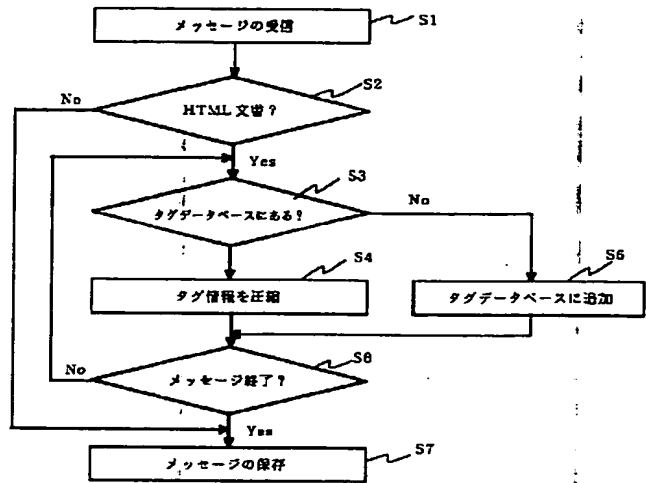 メッセージの受信
S1
S2
No
HTML文書?
Yes
S3
タグデータベースにある?
No
S4
S5
タグ情報を圧縮
タグデータベースに追加
S6
No
メッセージ終了?
Yes
S7
メッセージの保存